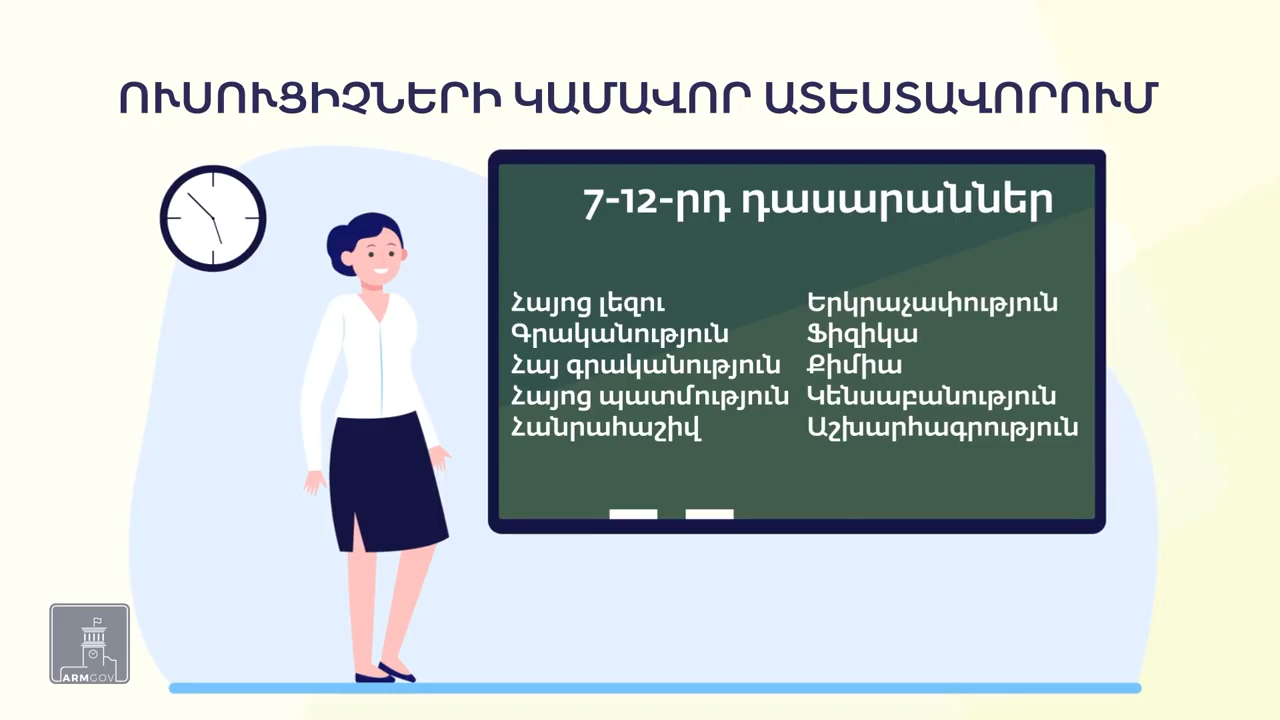 ՈՒՍՈՒՑԻՉՆԵՐԻ ԿԱՄԱՎՈՐ ԱՏԵՍՏԱՎՈՐՈՒՄ
7-12-րդ դասարաններ
Հայոց լեզու
Գրականություն
Հայ գրականություն
Հայոց պատմություն
Հանրահաշիվ
Երկրաչափություն
Ֆիզիկա
Քիմիա
Կենսաբանություն
Աշխարհագրություն
ARMGOV